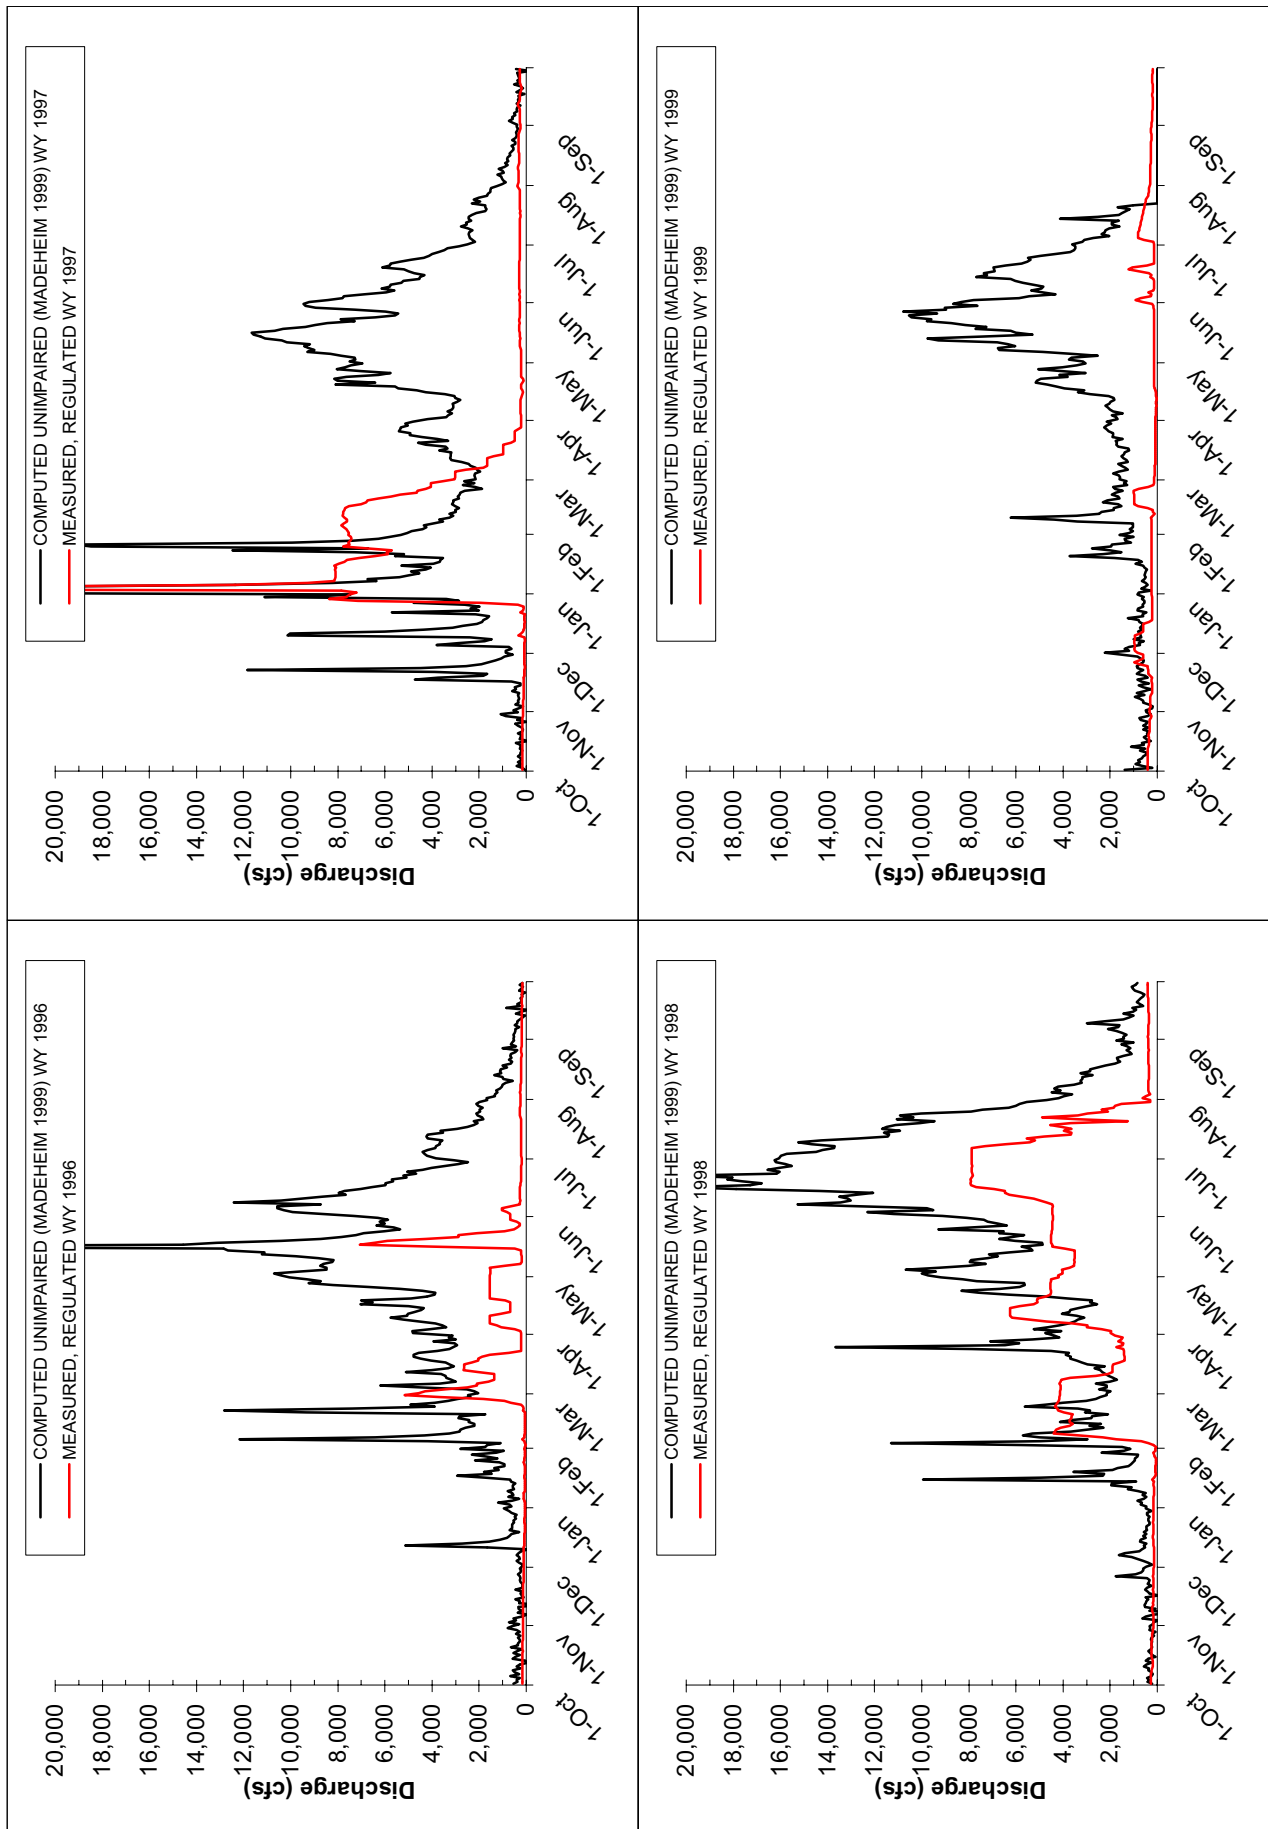 COMPUTED UNIMPAIRED (MADEHEIM 1999) WY 1996
MEASURED, REGULATED WY 1996
20,000
18,000
16,000
14,000
12,000
10,000
8,000
6,000
4,000
2,000
0
Discharge (cfs)
1-Oct
1-Nov
1-Dec
1-Jan
1-Feb
1-Mar
1-Apr
1-May
1-Jun
1-Jul
1-Aug
1-Sep
COMPUTED UNIMPAIRED (MADEHEIM 1999) WY 1997
MEASURED, REGULATED WY 1997
20,000
18,000
16,000
14,000
12,000
10,000
8,000
6,000
4,000
2,000
0
Discharge (cfs)
1-Oct
1-Nov
1-Dec
1-Jan
1-Feb
1-Mar
1-Apr
1-May
1-Jun
1-Jul
1-Aug
1-Sep
COMPUTED UNIMPAIRED (MADEHEIM 1999) WY 1998
MEASURED, REGULATED WY 1998
20,000
18,000
16,000
14,000
12,000
10,000
8,000
6,000
4,000
2,000
0
Discharge (cfs)
1-Oct
1-Nov
1-Dec
1-Jan
1-Feb
1-Mar
1-Apr
1-May
1-Jun
1-Jul
1-Aug
1-Sep
COMPUTED UNIMPAIRED (MADEHEIM 1999) WY 1999
MEASURED, REGULATED WY 1999
20,000
18,000
16,000
14,000
12,000
10,000
8,000
6,000
4,000
2,000
0
Discharge (cfs)
1-Oct
1-Nov
1-Dec
1-Jan
1-Feb
1-Mar
1-Apr
1-May
1-Jun
1-Jul
1-Aug
1-Sep